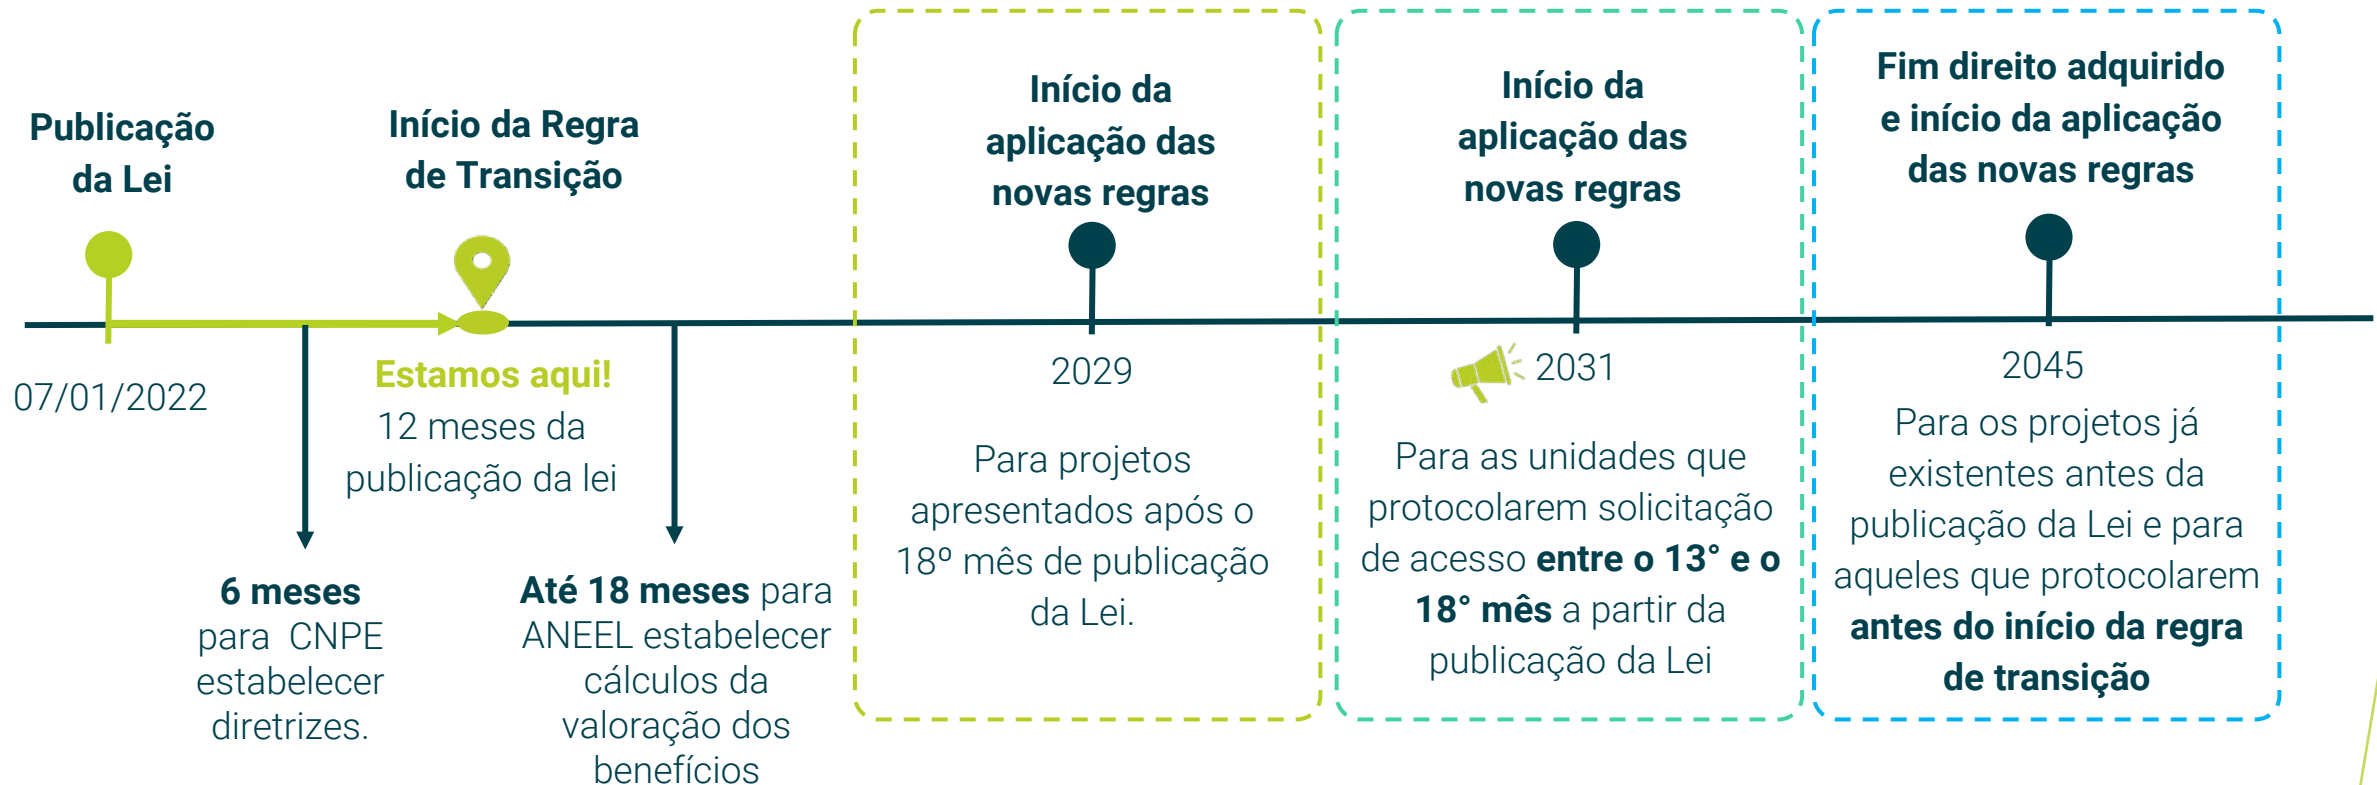 Publicação
da Lei
07/01/2022
6 meses
para CNPE
estabelecer
diretrizes.
Início da Regra
de Transição
Estamos aqui!
12 meses da
publicação da lei
Até 18 meses para
ANEEL estabelecer
cálculos da
valoração dos
benefícios
Início da
aplicação das
novas regras
2029
Para projetos
apresentados após o
18º mês de publicação
da Lei.
Início da
aplicação das
novas regras
2031
Para as unidades que
protocolarem solicitação
de acesso entre o 13° e o
18° mês a partir da
publicação da Lei
Fim direito adquirido
e início da aplicação
das novas regras
2045
Para os projetos já
existentes antes da
publicação da Lei e para
aqueles que protocolarem
antes do início da regra
de transição